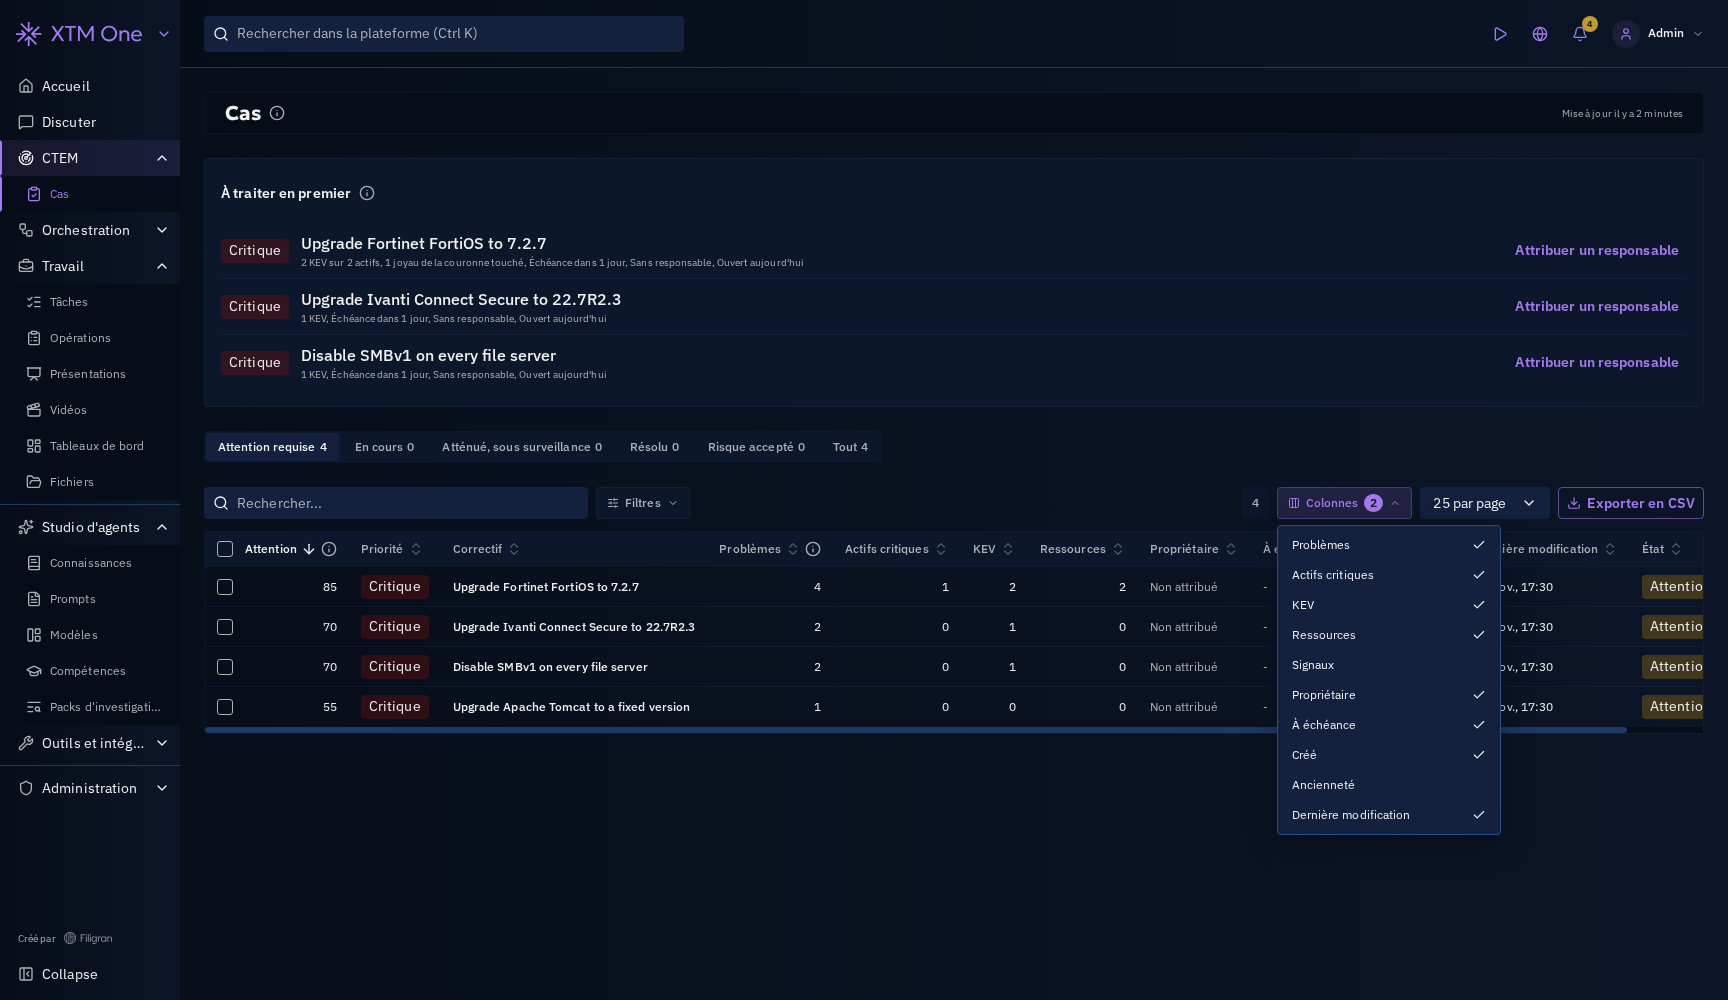 XTM One
Rechercher dans la plateforme (Ctrl K)
4
Admin
Accueil
Discuter
CTEM
Cas
Orchestration
Travail
Tâches
Opérations
Présentations
Vidéos
Tableaux de bord
Fichiers
Studio d'agents
Connaissances
Prompts
Modèles
Compétences
Packs d'investigati...
Outils et intég...
Administration
Créé par Filigran
Collapse
Cas
Mise à jour il y a 2 minutes
À traiter en premier
Critique
Upgrade Fortinet FortiOS to 7.2.7
2 KEV sur 2 actifs, 1 joyau de la couronne touché, Échéance dans 1 jour, Sans responsable, Ouvert aujourd'hui
Attribuer un responsable
Critique
Upgrade Ivanti Connect Secure to 22.7R2.3
1 KEV, Échéance dans 1 jour, Sans responsable, Ouvert aujourd'hui
Attribuer un responsable
Critique
Disable SMBv1 on every file server
1 KEV, Échéance dans 1 jour, Sans responsable, Ouvert aujourd'hui
Attribuer un responsable
Attention requise 4 En cours 0 Atténué, sous surveillance 0 Résolu 0 Risque accepté 0 Tout 4
Rechercher... Filtres 4 Colonnes 2 25 par page Exporter en CSV
Attention Priorité Correctif Problèmes Actifs critiques KEV Ressources Propriétaire À modification État
85 Critique Upgrade Fortinet FortiOS to 7.2.7 4 1 2 2 Non attribué - ov., 17:30 Attentio
70 Critique Upgrade Ivanti Connect Secure to 22.7R2.3 2 0 1 0 Non attribué - ov., 17:30 Attentio
70 Critique Disable SMBv1 on every file server 2 0 1 0 Non attribué - ov., 17:30 Attentio
55 Critique Upgrade Apache Tomcat to a fixed version 1 0 0 0 Non attribué - ov., 17:30 Attentio
Problèmes
Actifs critiques
KEV
Ressources
Signaux
Propriétaire
À échéance
Créé
Ancienneté
Dernière modification